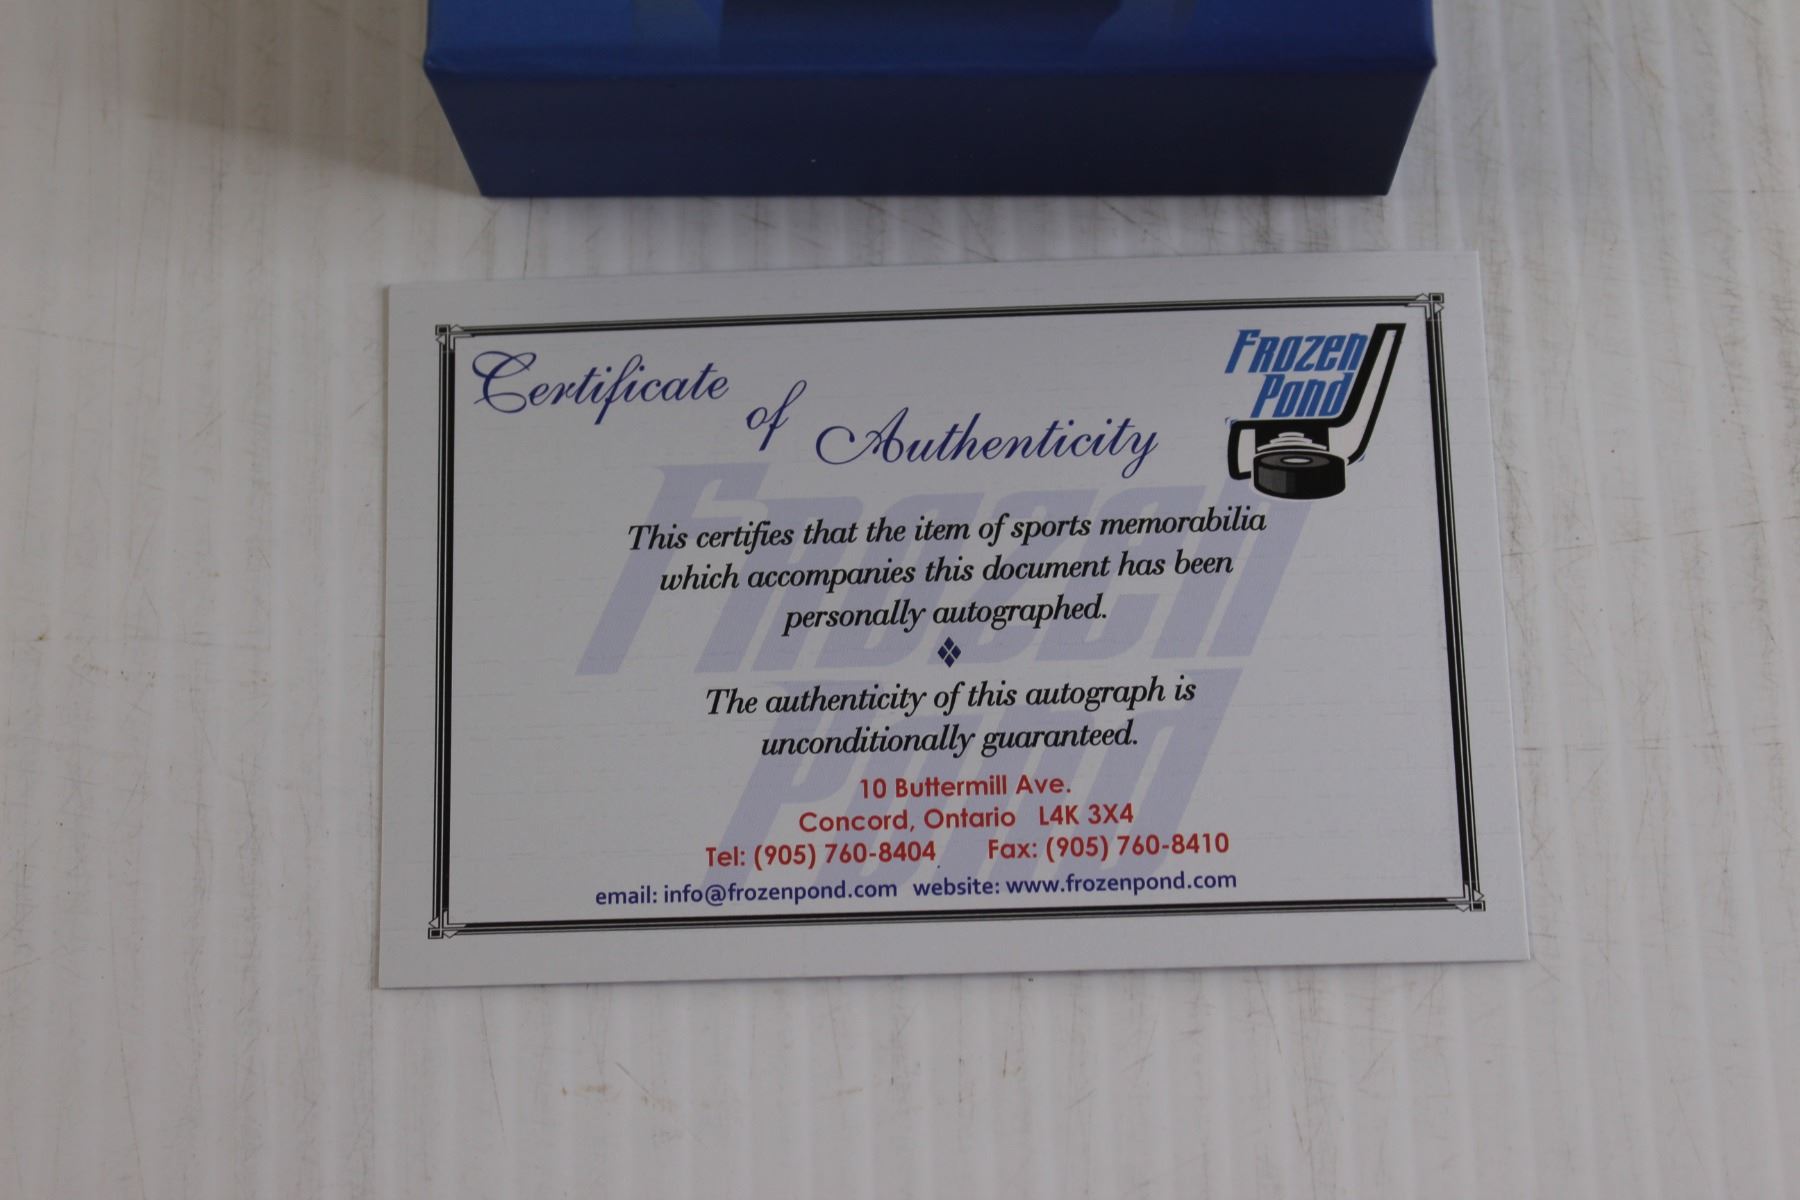 Certificate of Authenticity
Frozen
Pond
This certifies that the item of sports memorabilia
which accompanies this document has been
personally autographed.
The authenticity of this autograph is
unconditionally guaranteed.
10 Buttermill Ave.
Concord, Ontario L4K 3X4
Tel: (905) 760-8404 Fax: (905) 760-8410
email: info@frozenpond.com website: www.frozenpond.com
Frozen
Pond